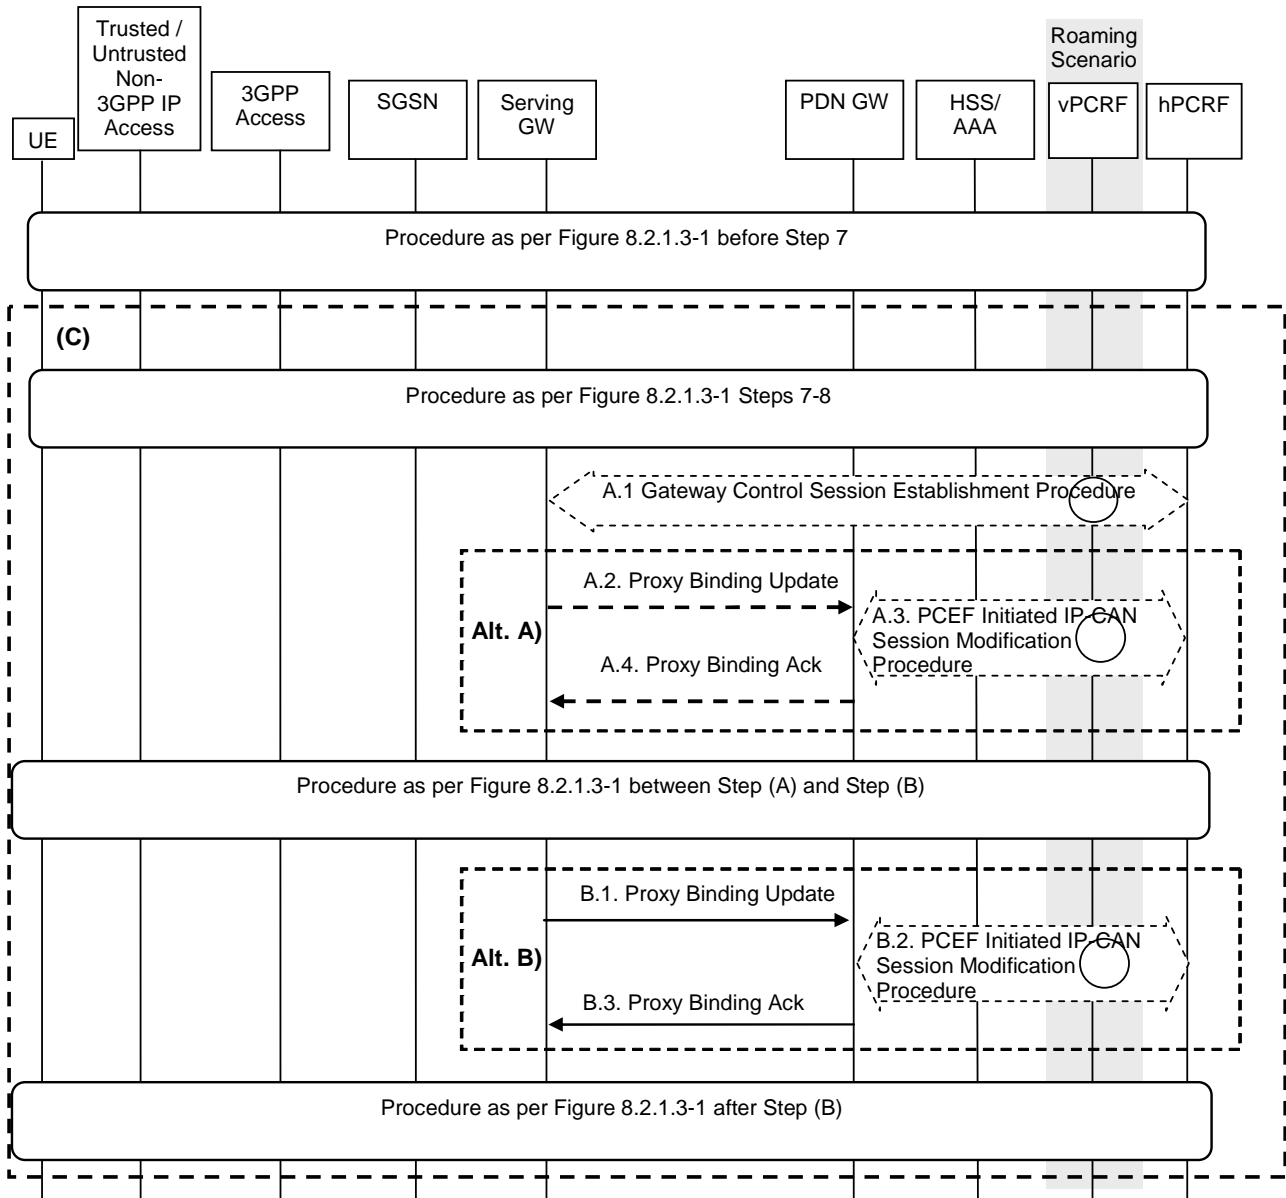 Trusted /
Untrusted
Non-
3GPP IP
Access
Roaming
Scenario
UE
3GPP
Access
SGSN
Serving
GW
PDN GW
HSS/
AAA
vPCRF
hPCRF
Procedure as per Figure 8.2.1.3-1 before Step 7
(C)
Procedure as per Figure 8.2.1.3-1 Steps 7-8
A.1 Gateway Control Session Establishment Procedure
Alt. A)
A.2. Proxy Binding Update
A.3. PCEF Initiated IP-CAN
Session Modification
Procedure
A.4. Proxy Binding Ack
Procedure as per Figure 8.2.1.3-1 between Step (A) and Step (B)
Alt. B)
B.1. Proxy Binding Update
B.2. PCEF Initiated IP-CAN
Session Modification
Procedure
B.3. Proxy Binding Ack
Procedure as per Figure 8.2.1.3-1 after Step (B)